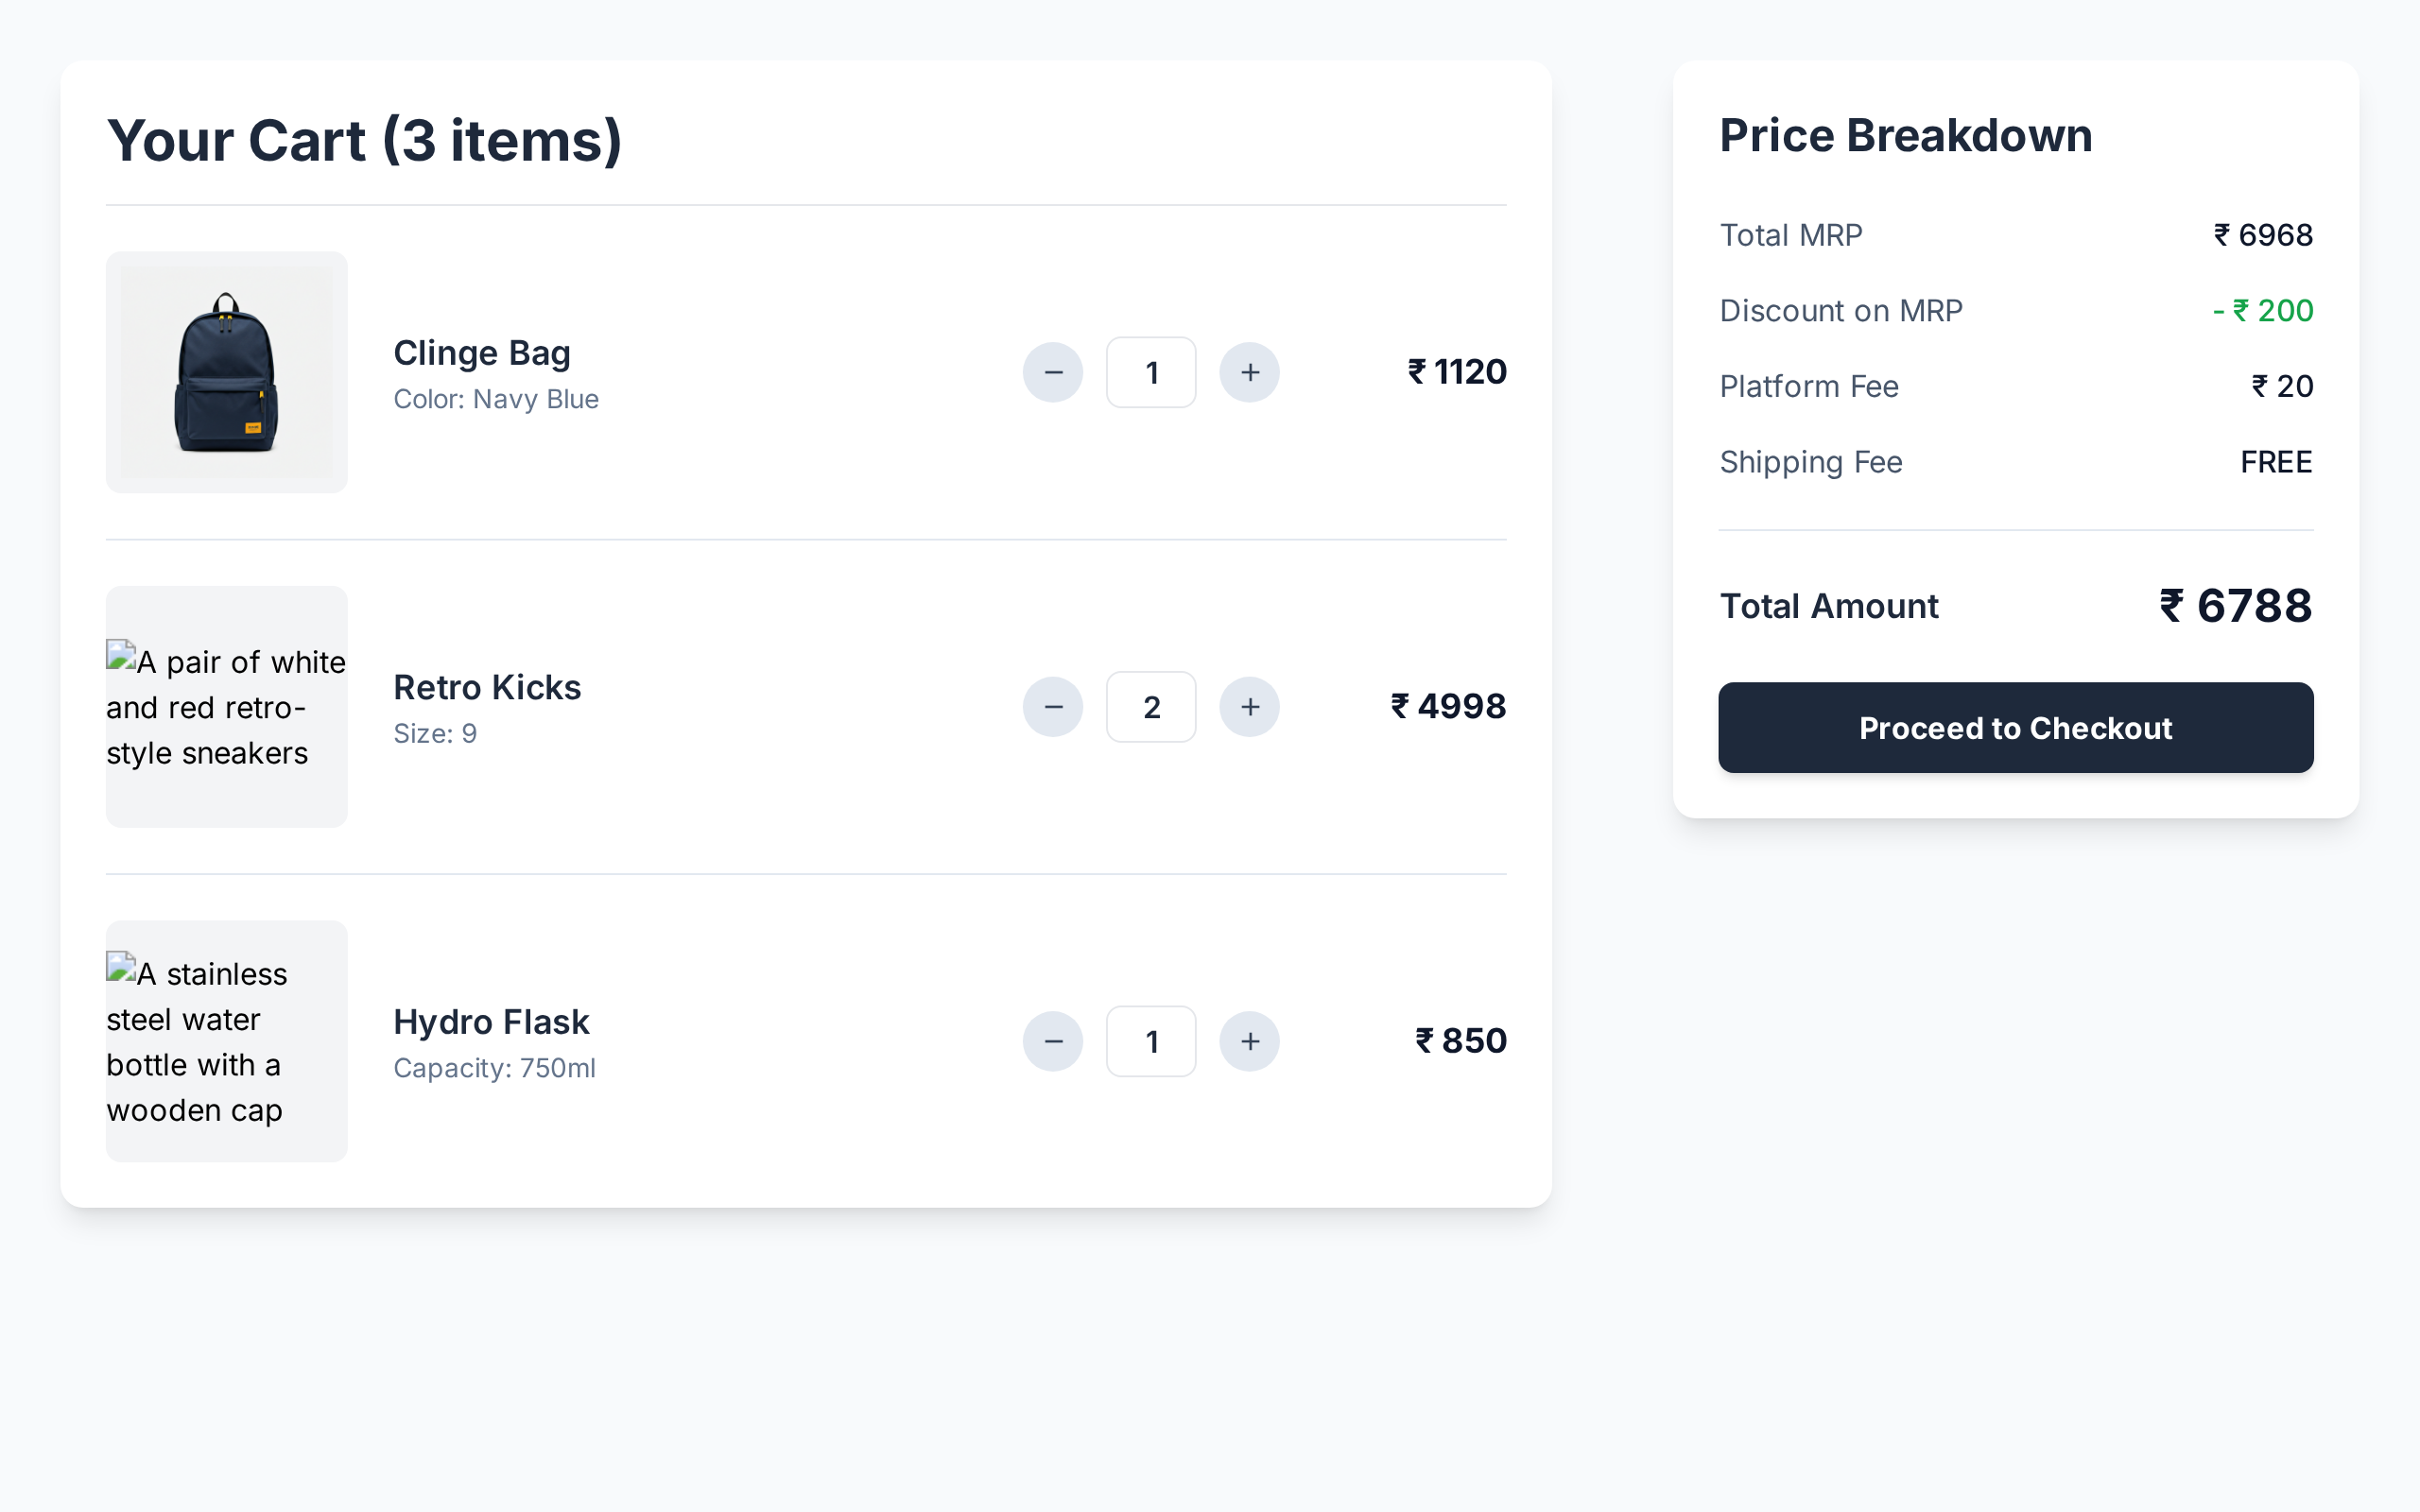 Your Cart (3 items)
Clinge Bag
Color: Navy Blue
− 1 + ₹ 1120
A pair of white
and red retro-
style sneakers
Retro Kicks
Size: 9
− 2 + ₹ 4998
A stainless
steel water
bottle with a
wooden cap
Hydro Flask
Capacity: 750ml
− 1 + ₹ 850
Price Breakdown
Total MRP ₹ 6968
Discount on MRP - ₹ 200
Platform Fee ₹ 20
Shipping Fee FREE
Total Amount ₹ 6788
Proceed to Checkout